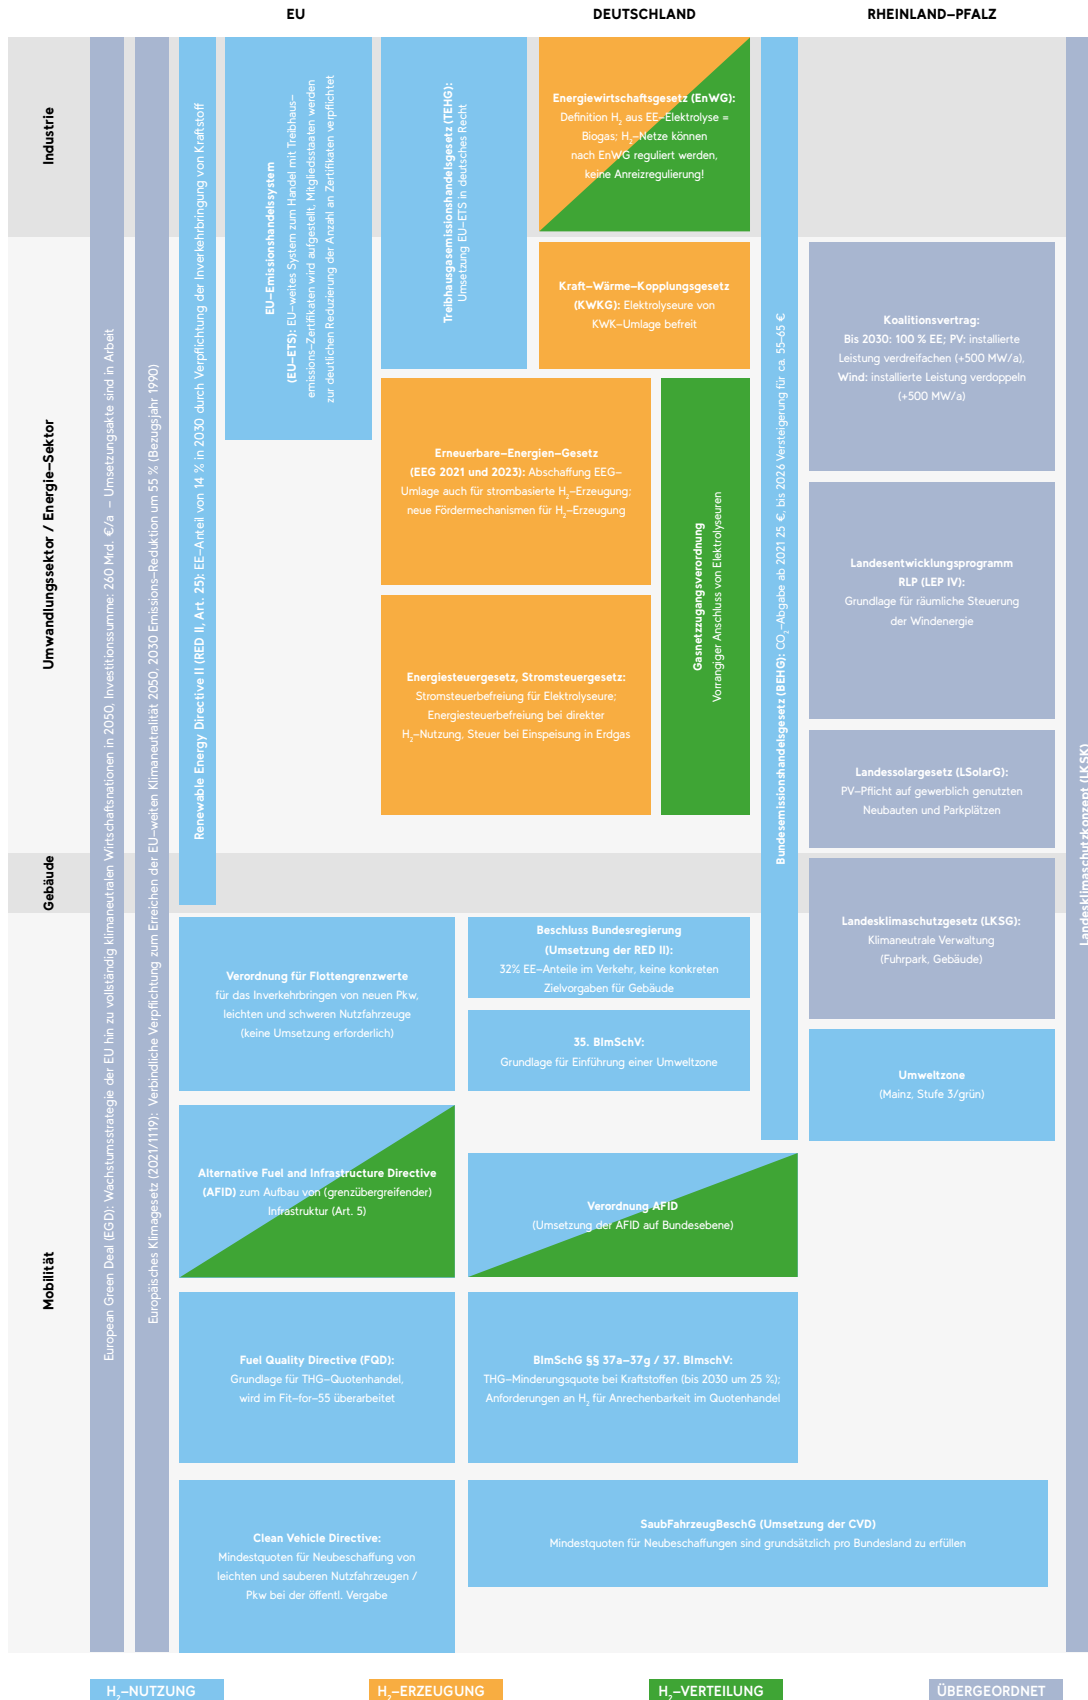 EU
DEUTSCHLAND
RHEINLAND–PFALZ
Industrie
Umwandlungssektor / Energie–Sektor
Gebäude
Mobilität
European Green Deal (EGD): Wachstumsstrategie der EU hin zu vollständig klimaneutralen Wirtschaftsnationen in 2050, Investitionssumme: 260 Mrd. €/a – Umsetzungsakte sind in Arbeit
Europäisches Klimagesetz (2021/1119): Verbindliche Verpflichtung zum Erreichen der EU–weiten Klimaneutralität 2050, 2030 Emissions–Reduktion um 55 % (Bezugsjahr 1990)
Renewable Energy Directive II (RED II, Art. 25): EE–Anteil von 14 % in 2030 durch Verpflichtung der Inverkehrbringung von Kraftstoff
EU–Emissionhandelssystem
(EU–ETS): EU–weites System zum Handel mit Treibhaus–
emissions–Zertifikaten wird aufgestellt, Mitgliedsstaaten werden
zur deutlichen Reduzierung der Anzahl an Zertifikaten verpflichtet
Treibhausgasemissionshandelsgesetz (TEHG):
Umsetzung EU–ETS in deutsches Recht
Energiewirtschaftsgesetz (EnWG):
Definition H₂ aus EE–Elektrolyse =
Biogas; H₂–Netze können
nach EnWG reguliert werden,
keine Anreizregulierung!
Kraft–Wärme–Kopplungsgesetz
(KWKG): Elektrolyseure von
KWK–Umlage befreit
Erneuerbare–Energien–Gesetz
(EEG 2021 und 2023): Abschaffung EEG–
Umlage auch für strombasierte H₂–Erzeugung;
neue Fördermechanismen für H₂–Erzeugung
Energiesteuergesetz, Stromsteuergesetz:
Stromsteuerbefreiung für Elektrolyseure;
Energiesteuerbefreiung bei direkter
H₂–Nutzung, Steuer bei Einspeisung in Erdgas
Gasnetzzugangsverordnung
Vorrangiger Anschluss von Elektrolyseuren
Bundesemissionshandelsgesetz (BEHG): CO₂–Abgabe ab 2021 25 €, bis 2026 Versteigerung für ca. 55–65 €
Koalitionsvertrag:
Bis 2030: 100 % EE; PV: installierte
Leistung verdreifachen (+500 MW/a),
Wind: installierte Leistung verdoppeln
(+500 MW/a)
Landesentwicklungsprogramm
RLP (LEP IV):
Grundlage für räumliche Steuerung
der Windenergie
Landessolargesetz (LSolarG):
PV–Pflicht auf gewerblich genutzten
Neubauten und Parkplätzen
Landesklimaschutzgesetz (LKSG):
Klimaneutrale Verwaltung
(Fuhrpark, Gebäude)
Umweltzone
(Mainz, Stufe 3/grün)
Landesklimaschutzkonzept (LKSK)
Verordnung für Flottengrenzwerte
für das Inverkehrbringen von neuen Pkw,
leichten und schweren Nutzfahrzeuge
(keine Umsetzung erforderlich)
Beschluss Bundesregierung
(Umsetzung der RED II):
32% EE–Anteile im Verkehr, keine konkreten
Zielvorgaben für Gebäude
35. BImSchV:
Grundlage für Einführung einer Umweltzone
Alternative Fuel and Infrastructure Directive
(AFID) zum Aufbau von (grenzübergreifender)
Infrastruktur (Art. 5)
Verordnung AFID
(Umsetzung der AFID auf Bundesebene)
Fuel Quality Directive (FQD):
Grundlage für THG–Quotenhandel,
wird im Fit–for–55 überarbeitet
BImSchG §§ 37a–37g / 37. BImschV:
THG–Minderungsquote bei Kraftstoffen (bis 2030 um 25 %);
Anforderungen an H₂ für Anrechenbarkeit im Quotenhandel
Clean Vehicle Directive:
Mindestquoten für Neubeschaffung von
leichten und sauberen Nutzfahrzeugen /
Pkw bei der öffentl. Vergabe
SaubFahrzeugBeschG (Umsetzung der CVD)
Mindestquoten für Neubeschaffungen sind grundsätzlich pro Bundesland zu erfüllen
H₂–NUTZUNG
H₂–ERZEUGUNG
H₂–VERTEILUNG
ÜBERGEORDNET